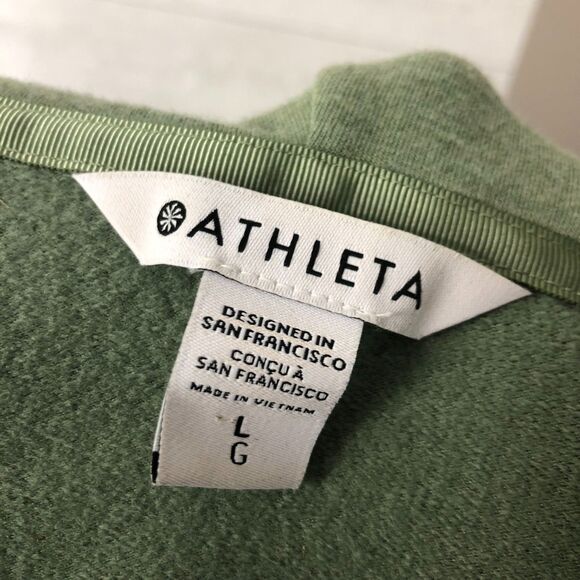 ATHLETA
DESIGNED IN
SAN FRANCISCO
CONÇU À
SAN FRANCISCO
MADE IN VIETNAM
L
G